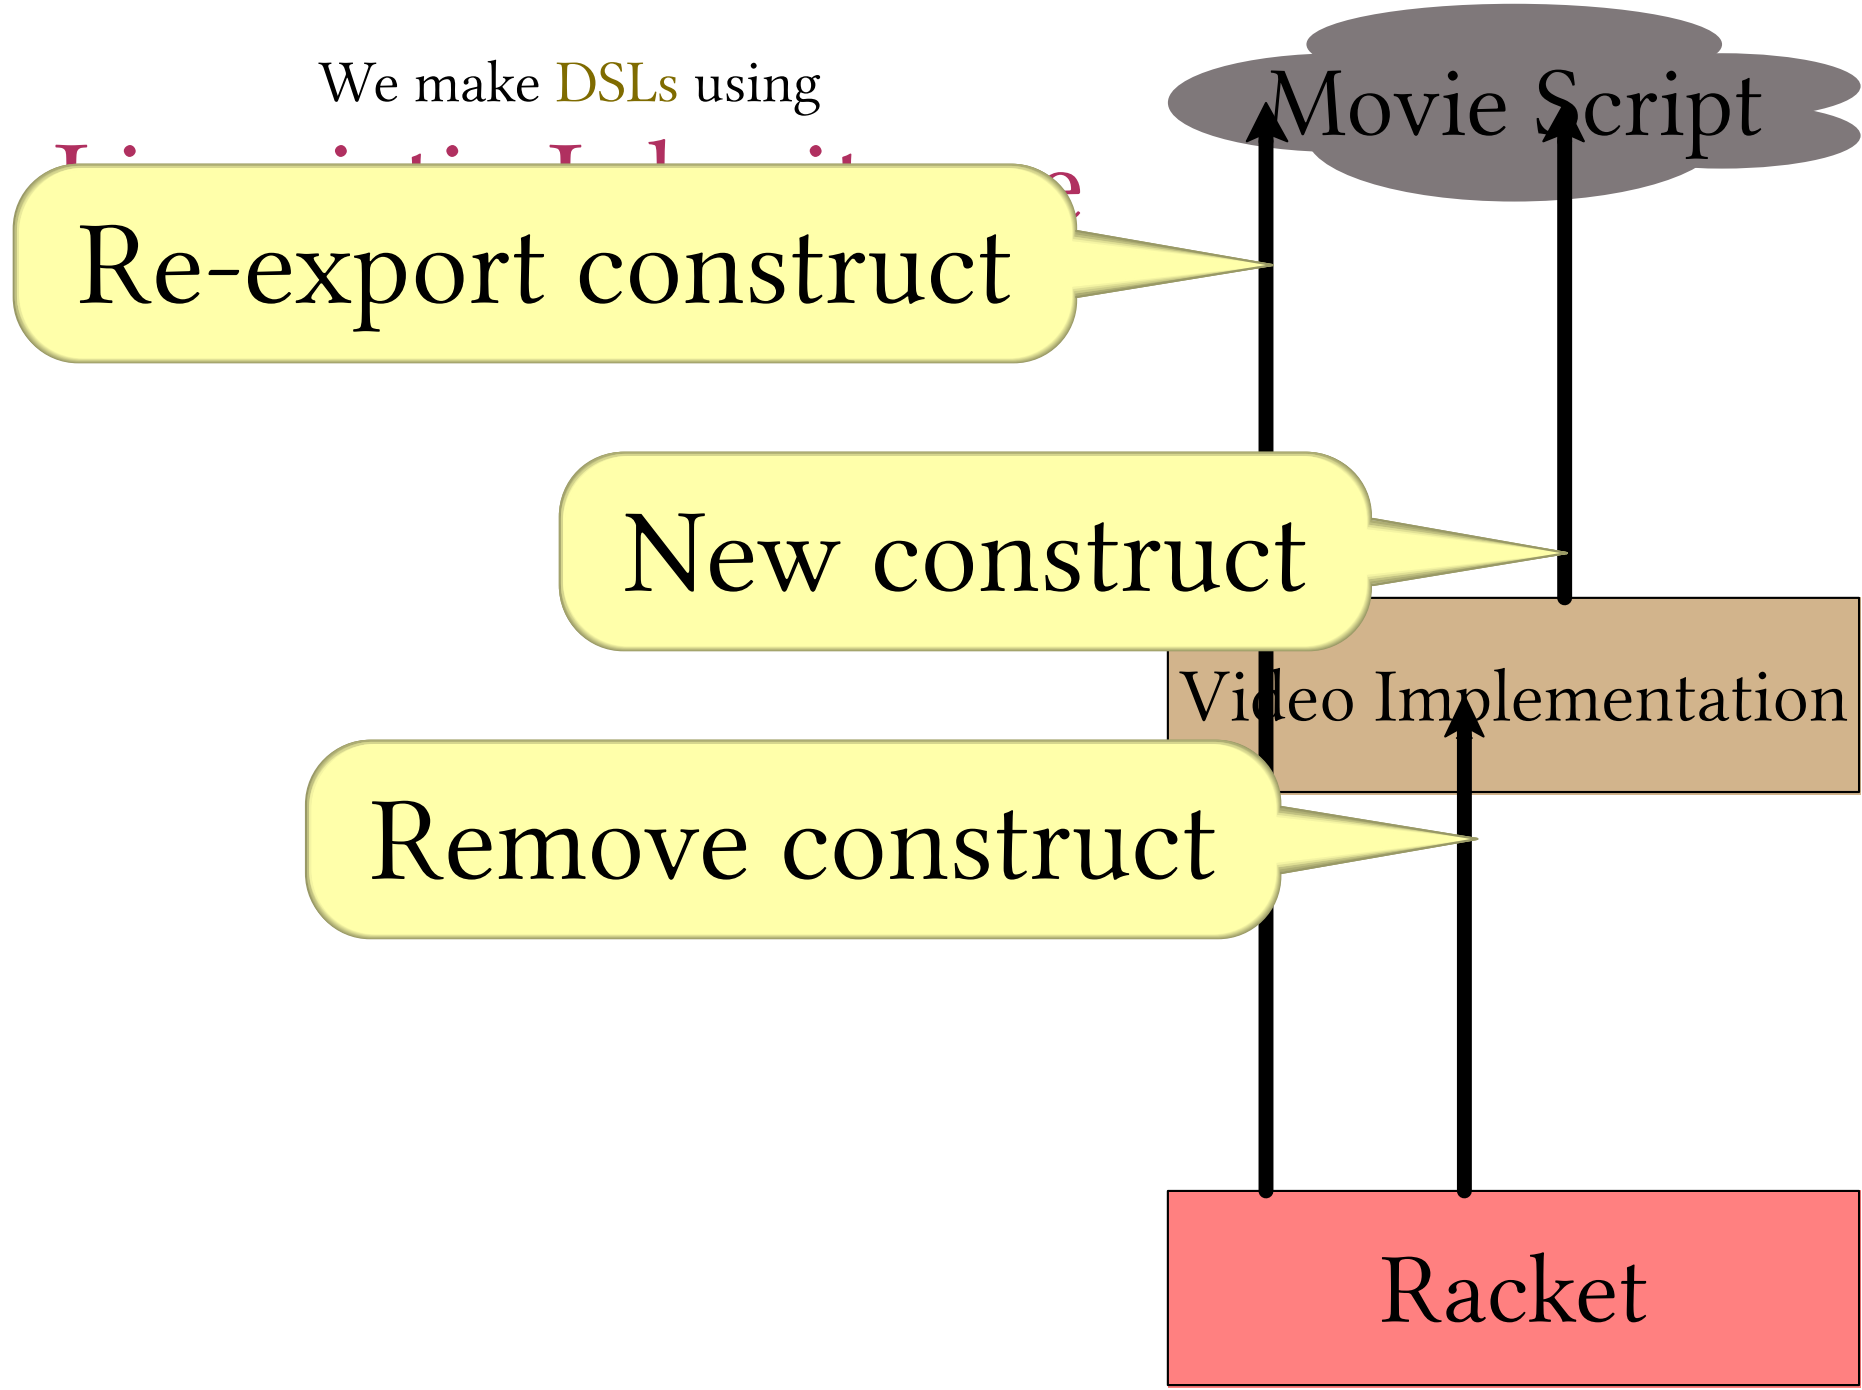 We make DSLs using
Movie Script
Re-export construct
New construct
Video Implementation
Remove construct
Racket